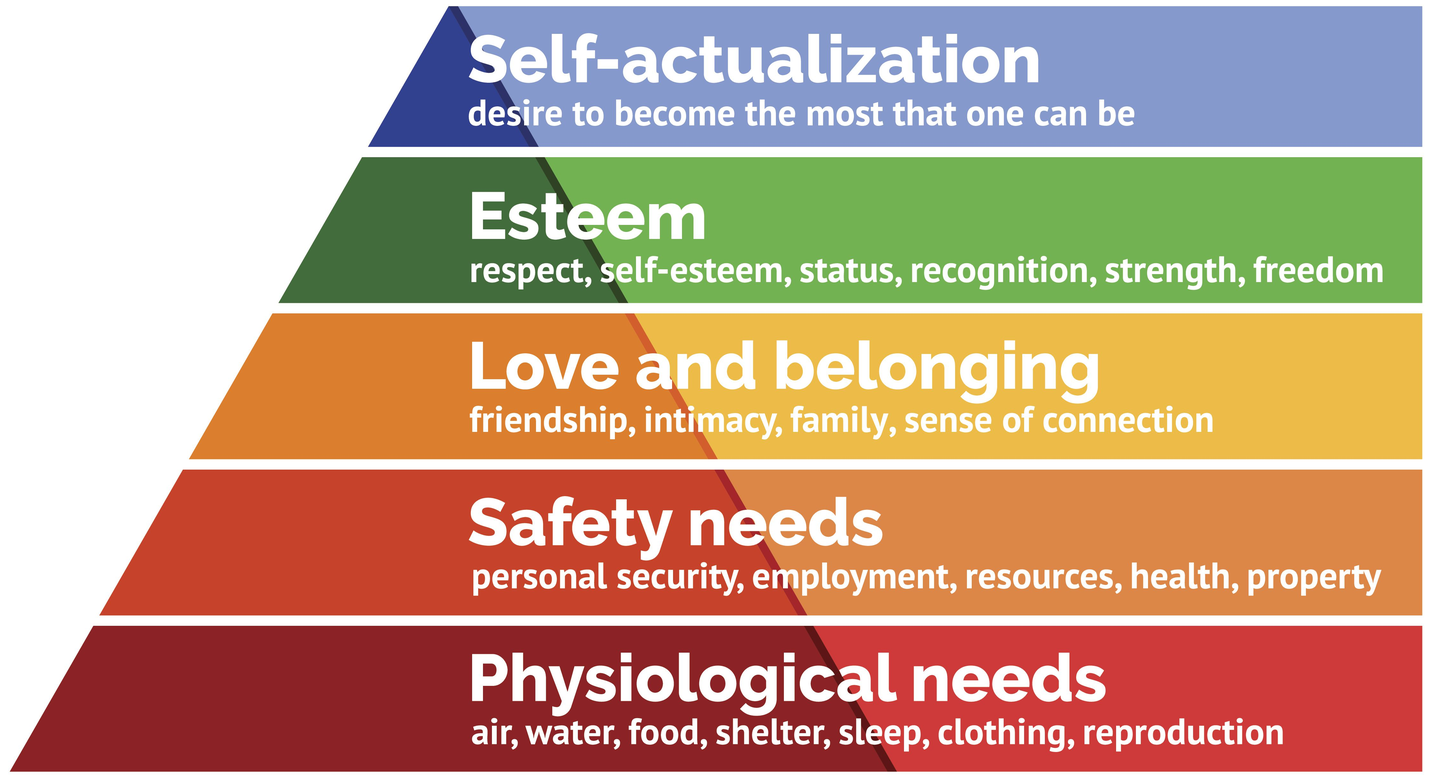 Self-actualization
desire to become the most that one can be
Esteem
respect, self-esteem, status, recognition, strength, freedom
Love and belonging
friendship, intimacy, family, sense of connection
Safety needs
personal security, employment, resources, health, property
Physiological needs
air, water, food, shelter, sleep, clothing, reproduction